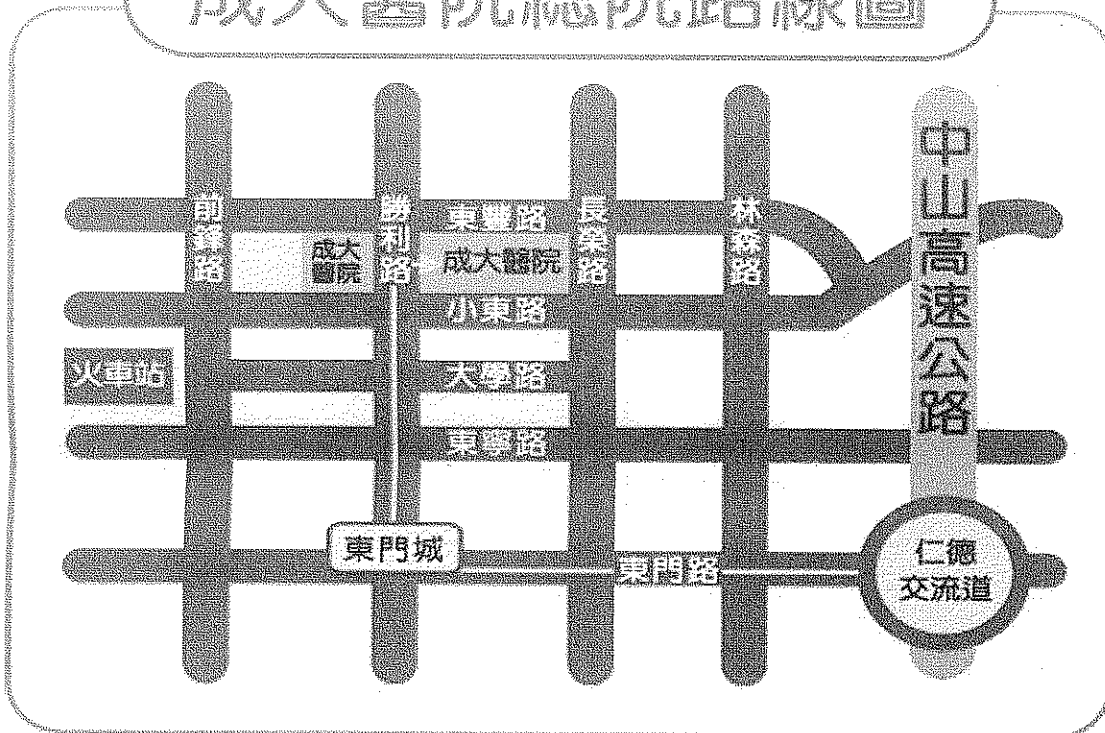 成大醫院總院路線圖
中山高速公路
前鋒路
勝利路
東豐路
長榮路
林森路
成大
醫院
成大醫院
小東路
火車站
大學路
東寧路
東門城
東門路
仁德
交流道